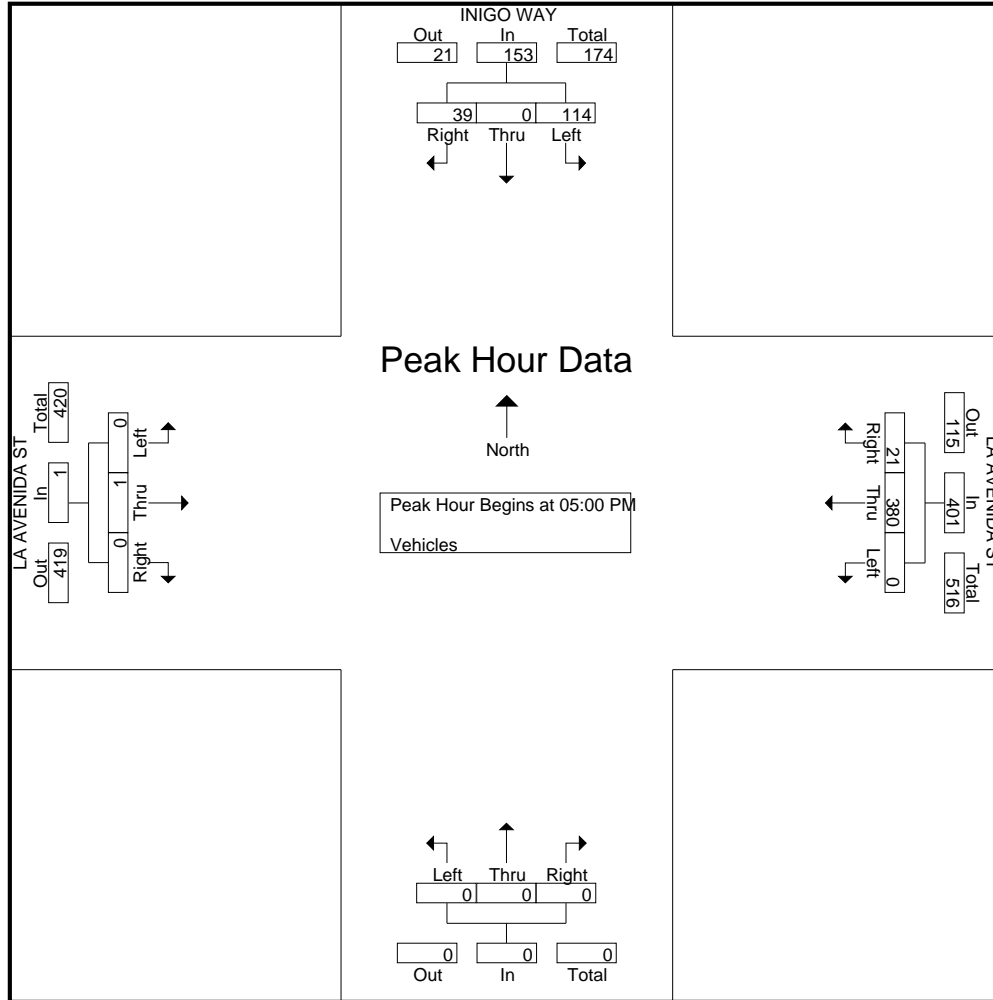 INIGO WAY
Out In Total
21 153 174
39 0 114
Right Thru Left
Peak Hour Data
North
Peak Hour Begins at 05:00 PM
Vehicles
LA AVENIDA ST
Out In Total
419 1 420
0 1 0
Right Thru Left
LA AVENIDA ST
Out In Total
115 401 516
21 380 0
Right Thru Left
Left Thru Right
0 0 0
0 0 0
Out In Total